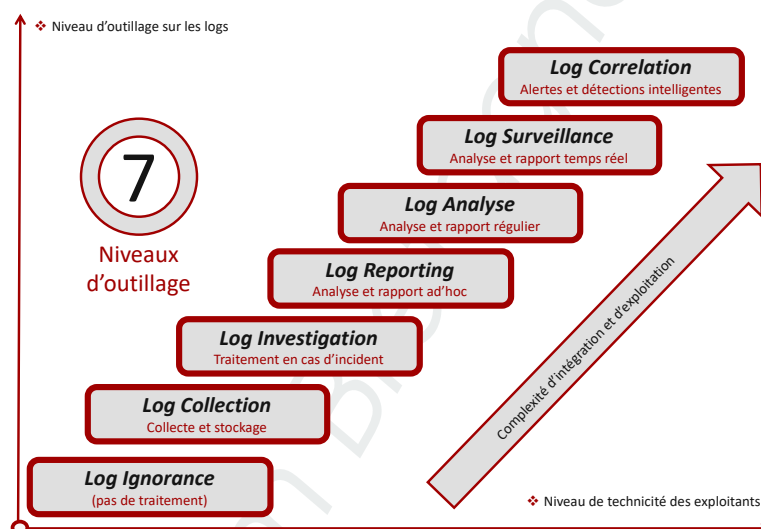 ❖ Niveau d'outillage sur les logs
Log Correlation
Alertes et détections intelligentes
Log Surveillance
Analyse et rapport temps réel
7
Niveaux
d'outillage
Log Analyse
Analyse et rapport régulier
Log Reporting
Analyse et rapport ad'hoc
Log Investigation
Traitement en cas d'incident
Log Collection
Collecte et stockage
Log Ignorance
(pas de traitement)
Complexité d'intégration et d'exploitation
❖ Niveau de technicité des exploitants